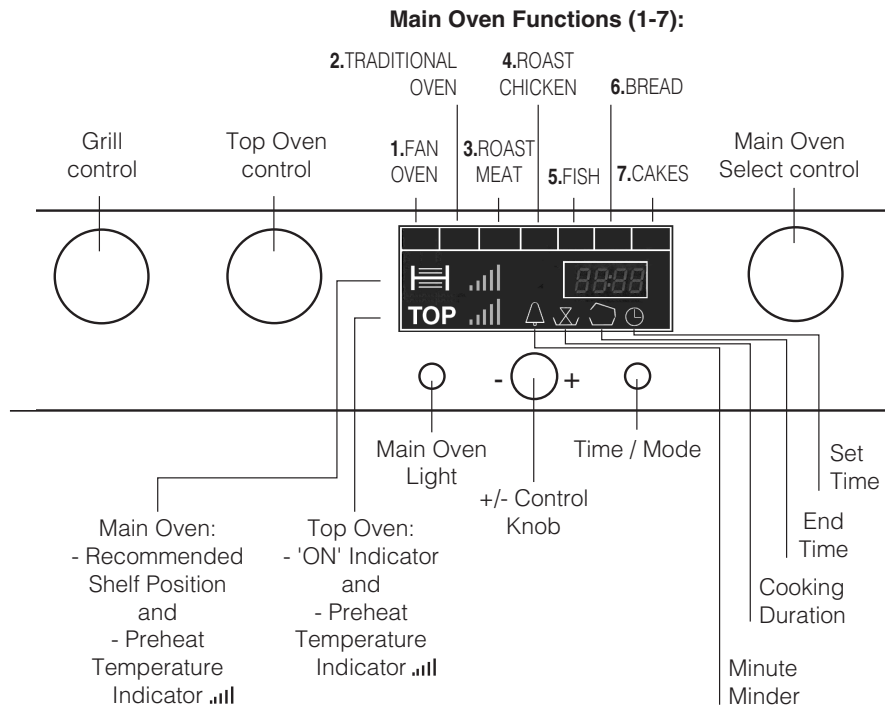 Main Oven Functions (1-7):
2.TRADITIONAL
OVEN
4.ROAST
CHICKEN
6.BREAD
Grill
control
Top Oven
control
1.FAN
OVEN
3.ROAST
MEAT
5.FISH
7.CAKES
Main Oven
Select control
88:88
TOP
- +
Main Oven
Light
+/- Control
Knob
Time / Mode
Set
Time
End
Time
Cooking
Duration
Minute
Minder
Main Oven:
- Recommended
Shelf Position
and
- Preheat
Temperature
Indicator
Top Oven:
- 'ON' Indicator
and
- Preheat
Temperature
Indicator